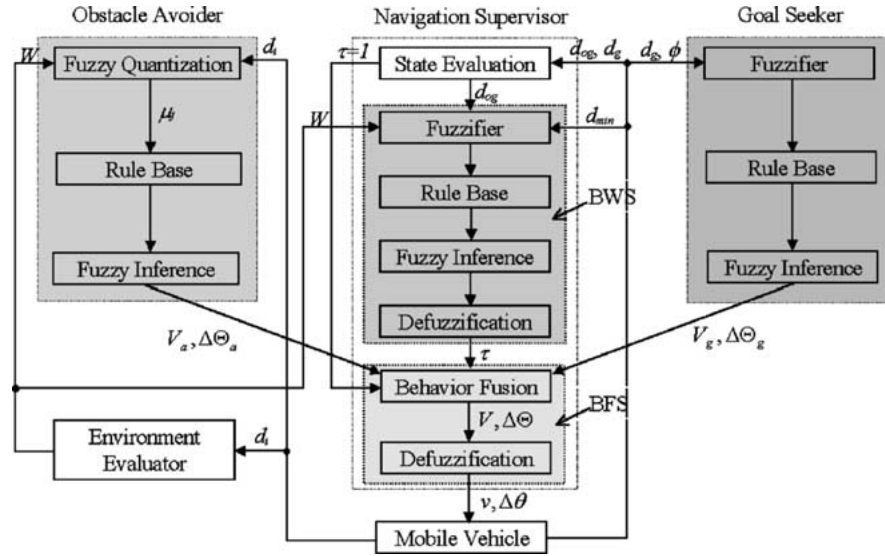 Obstacle Avoider
Navigation Supervisor
Goal Seeker
W
Fuzzy Quantization
d_i
τ=1
State Evaluation
d_og, d_g
d_g, ϕ
Fuzzifier
μ_ij
d_og
W
Fuzzifier
d_min
Rule Base
Rule Base
Rule Base
BWS
Fuzzy Inference
Fuzzy Inference
Fuzzy Inference
Defuzzification
V_a, ΔΘ_a
τ
V_g, ΔΘ_g
Behavior Fusion
BFS
V, ΔΘ
Environment
Evaluator
d_i
Defuzzification
v, Δθ
Mobile Vehicle